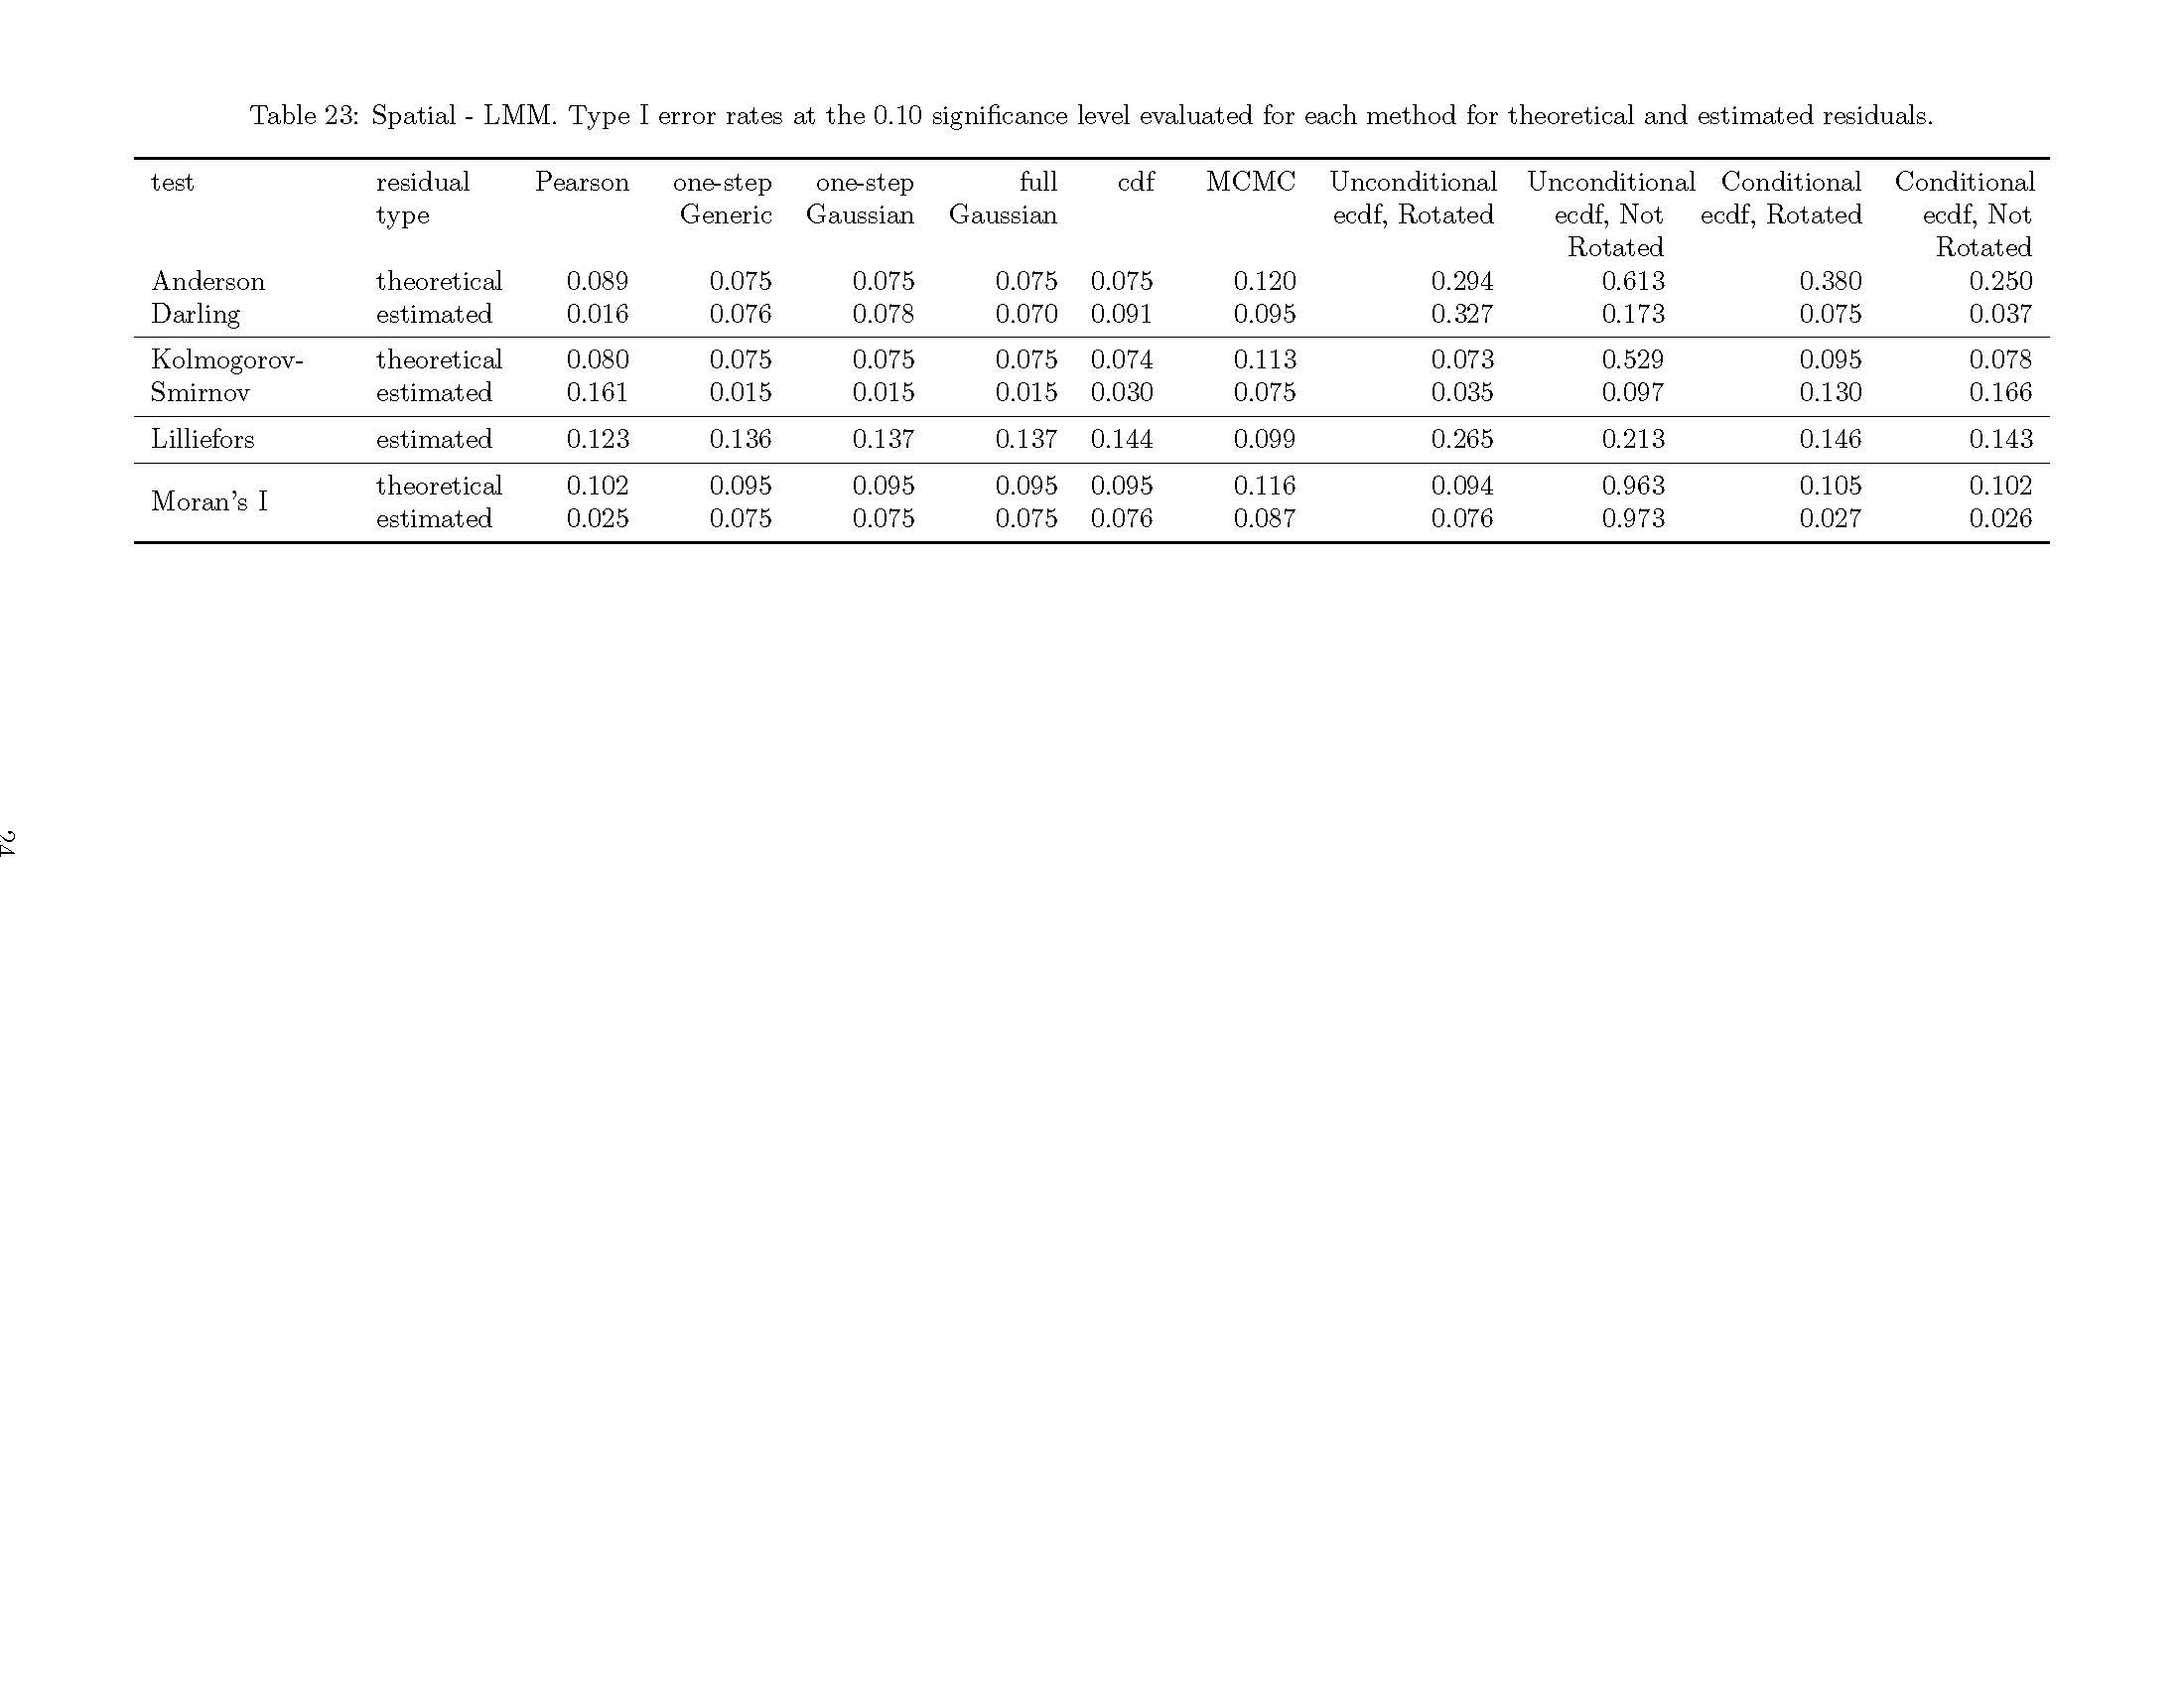 Table 23: Spatial - LMM. Type I error rates at the 0.10 significance level evaluated for each method for theoretical and estimated residuals.
test residual Pearson one-step one-step full cdf MCMC Unconditional Unconditional Conditional Conditional
type Generic Gaussian Gaussian ecdf, Rotated ecdf, Not ecdf, Rotated ecdf, Not
Rotated Rotated
Anderson theoretical 0.089 0.075 0.075 0.075 0.075 0.120 0.294 0.613 0.380 0.250
Darling estimated 0.016 0.076 0.078 0.070 0.091 0.095 0.327 0.173 0.075 0.037
Kolmogorov- theoretical 0.080 0.075 0.075 0.075 0.074 0.113 0.073 0.529 0.095 0.078
Smirnov estimated 0.161 0.015 0.015 0.015 0.030 0.075 0.035 0.097 0.130 0.166
Lilliefors estimated 0.123 0.136 0.137 0.137 0.144 0.099 0.265 0.213 0.146 0.143
Moran's I
theoretical 0.102 0.095 0.095 0.095 0.095 0.116 0.094 0.963 0.105 0.102
estimated 0.025 0.075 0.075 0.075 0.076 0.087 0.076 0.973 0.027 0.026
24